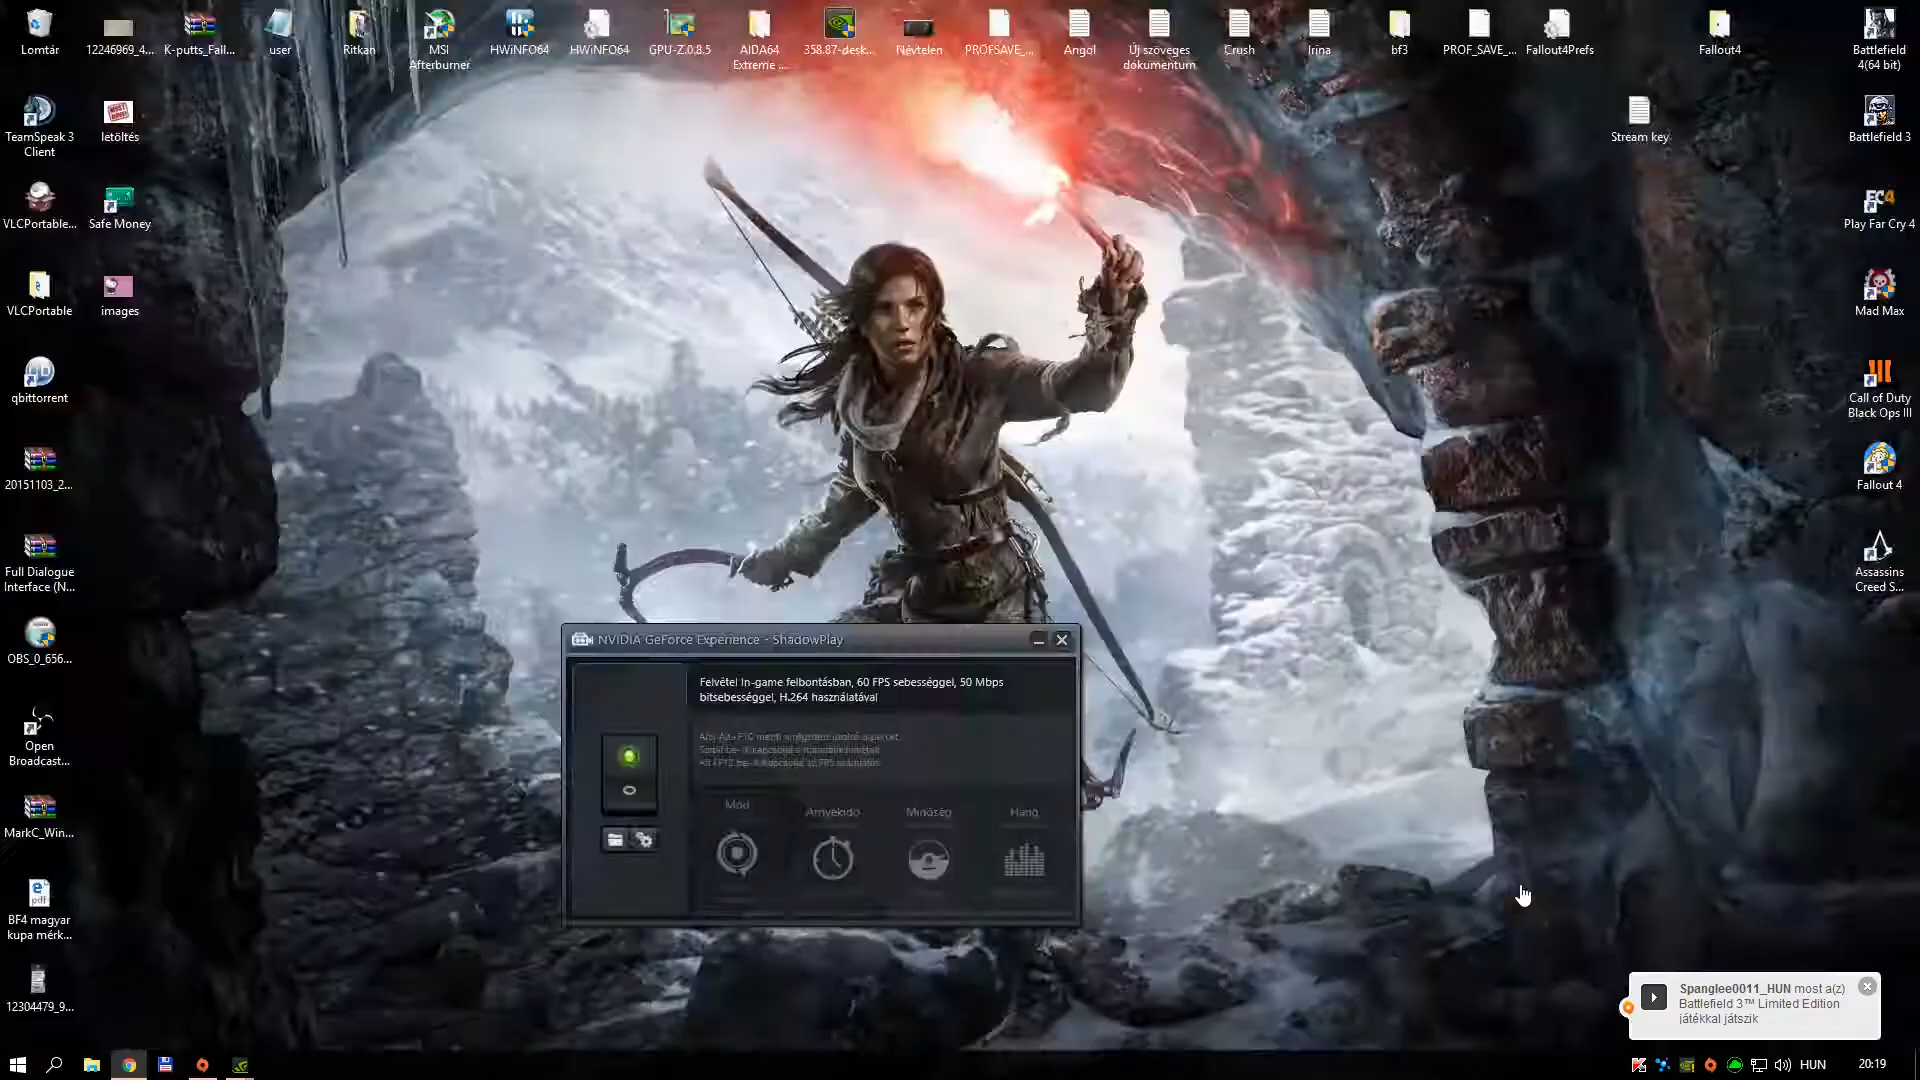 Lomtár
12246969_4...
K-putts_Fall...
user
Ritkán
MSI
Afterburner
HWiNFO64
HWiNFO64
GPU-Z.0.8.5
AIDA64
Extreme ...
358.87-desk...
Névtelen
PROFSAVE_...
Angol
Új szöveges
dokumentum
Crush
Irina
bf3
PROF_SAVE_...
Fallout4Prefs
Fallout4
Battlefield
4(64 bit)
TeamSpeak 3
Client
letöltés
Stream key
Battlefield 3
VLCPortable...
Safe Money
Play Far Cry 4
VLCPortable
images
Mad Max
qbittorrent
Call of Duty
Black Ops III
20151103_2...
Fallout 4
Full Dialogue
Interface (N...
Assassins
Creed S...
OBS_0_656...
Open
Broadcast...
MarkC_Win...
BF4 magyar
kupa mérk...
12304479_9...
NVIDIA GeForce Experience - ShadowPlay
Felvétel In-game felbontásban, 60 FPS sebességgel, 50 Mbps
bitsebességgel, H.264 használatával
Mód
Árnyékidő
Minőség
Hang
Spanglee0011_HUN most a(z)
Battlefield 3™ Limited Edition
játékkal játszik
HUN
20:19